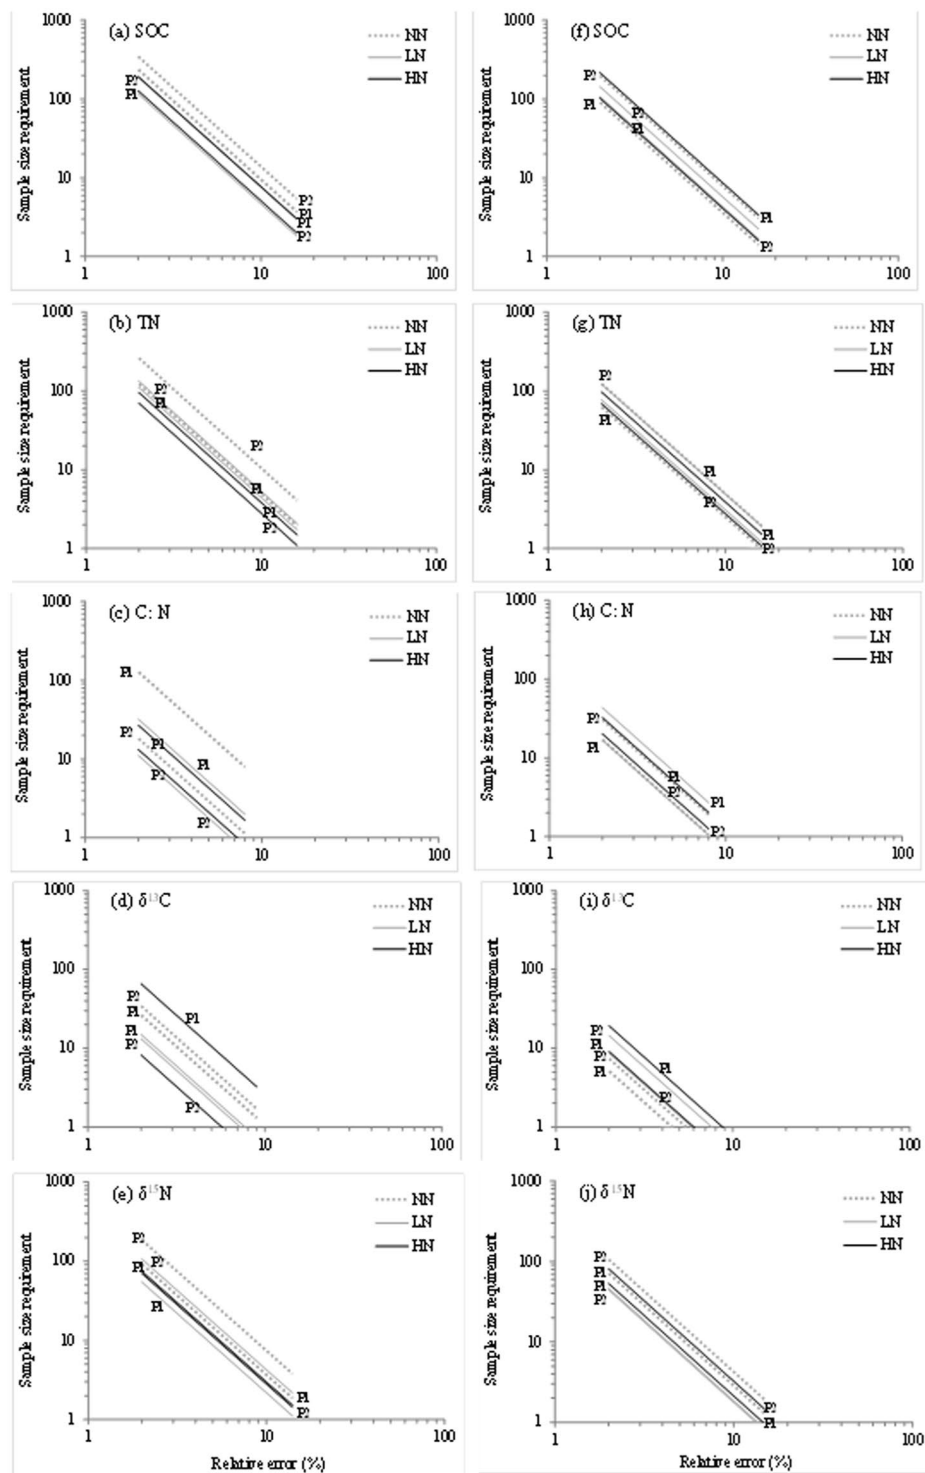 (a) SOC
NN
LN
HN
1000
100
10
1
1
10
100
Sample size requirement
P2
P1
P2
P1
P1
P2
(f) SOC
NN
LN
HN
1000
100
10
1
1
10
100
Sample size requirement
P2
P1
P2
P1
P1
P2
(b) TN
NN
LN
HN
1000
100
10
1
1
10
100
Sample size requirement
P2
P1
P2
P1
P1
P2
(g) TN
NN
LN
HN
1000
100
10
1
1
10
100
Sample size requirement
P2
P1
P1
P2
P1
P2
(c) C: N
NN
LN
HN
1000
100
10
1
1
10
100
Sample size requirement
P1
P2
P1
P2
P1
P2
(h) C: N
NN
LN
HN
1000
100
10
1
1
10
100
Sample size requirement
P2
P1
P1
P2
P1
P2
(d) δ¹³C
NN
LN
HN
1000
100
10
1
1
10
100
Sample size requirement
P2
P1
P1
P2
P1
P2
(i) δ¹³C
NN
LN
HN
1000
100
10
1
1
10
100
Sample size requirement
P2
P1
P2
P1
P1
P2
(e) δ¹⁵N
NN
LN
HN
1000
100
10
1
1
10
100
Sample size requirement
Relative error (%)
P2
P1
P2
P1
P1
P2
(j) δ¹⁵N
NN
LN
HN
1000
100
10
1
1
10
100
Sample size requirement
Relative error (%)
P2
P1
P1
P2
P2
P1